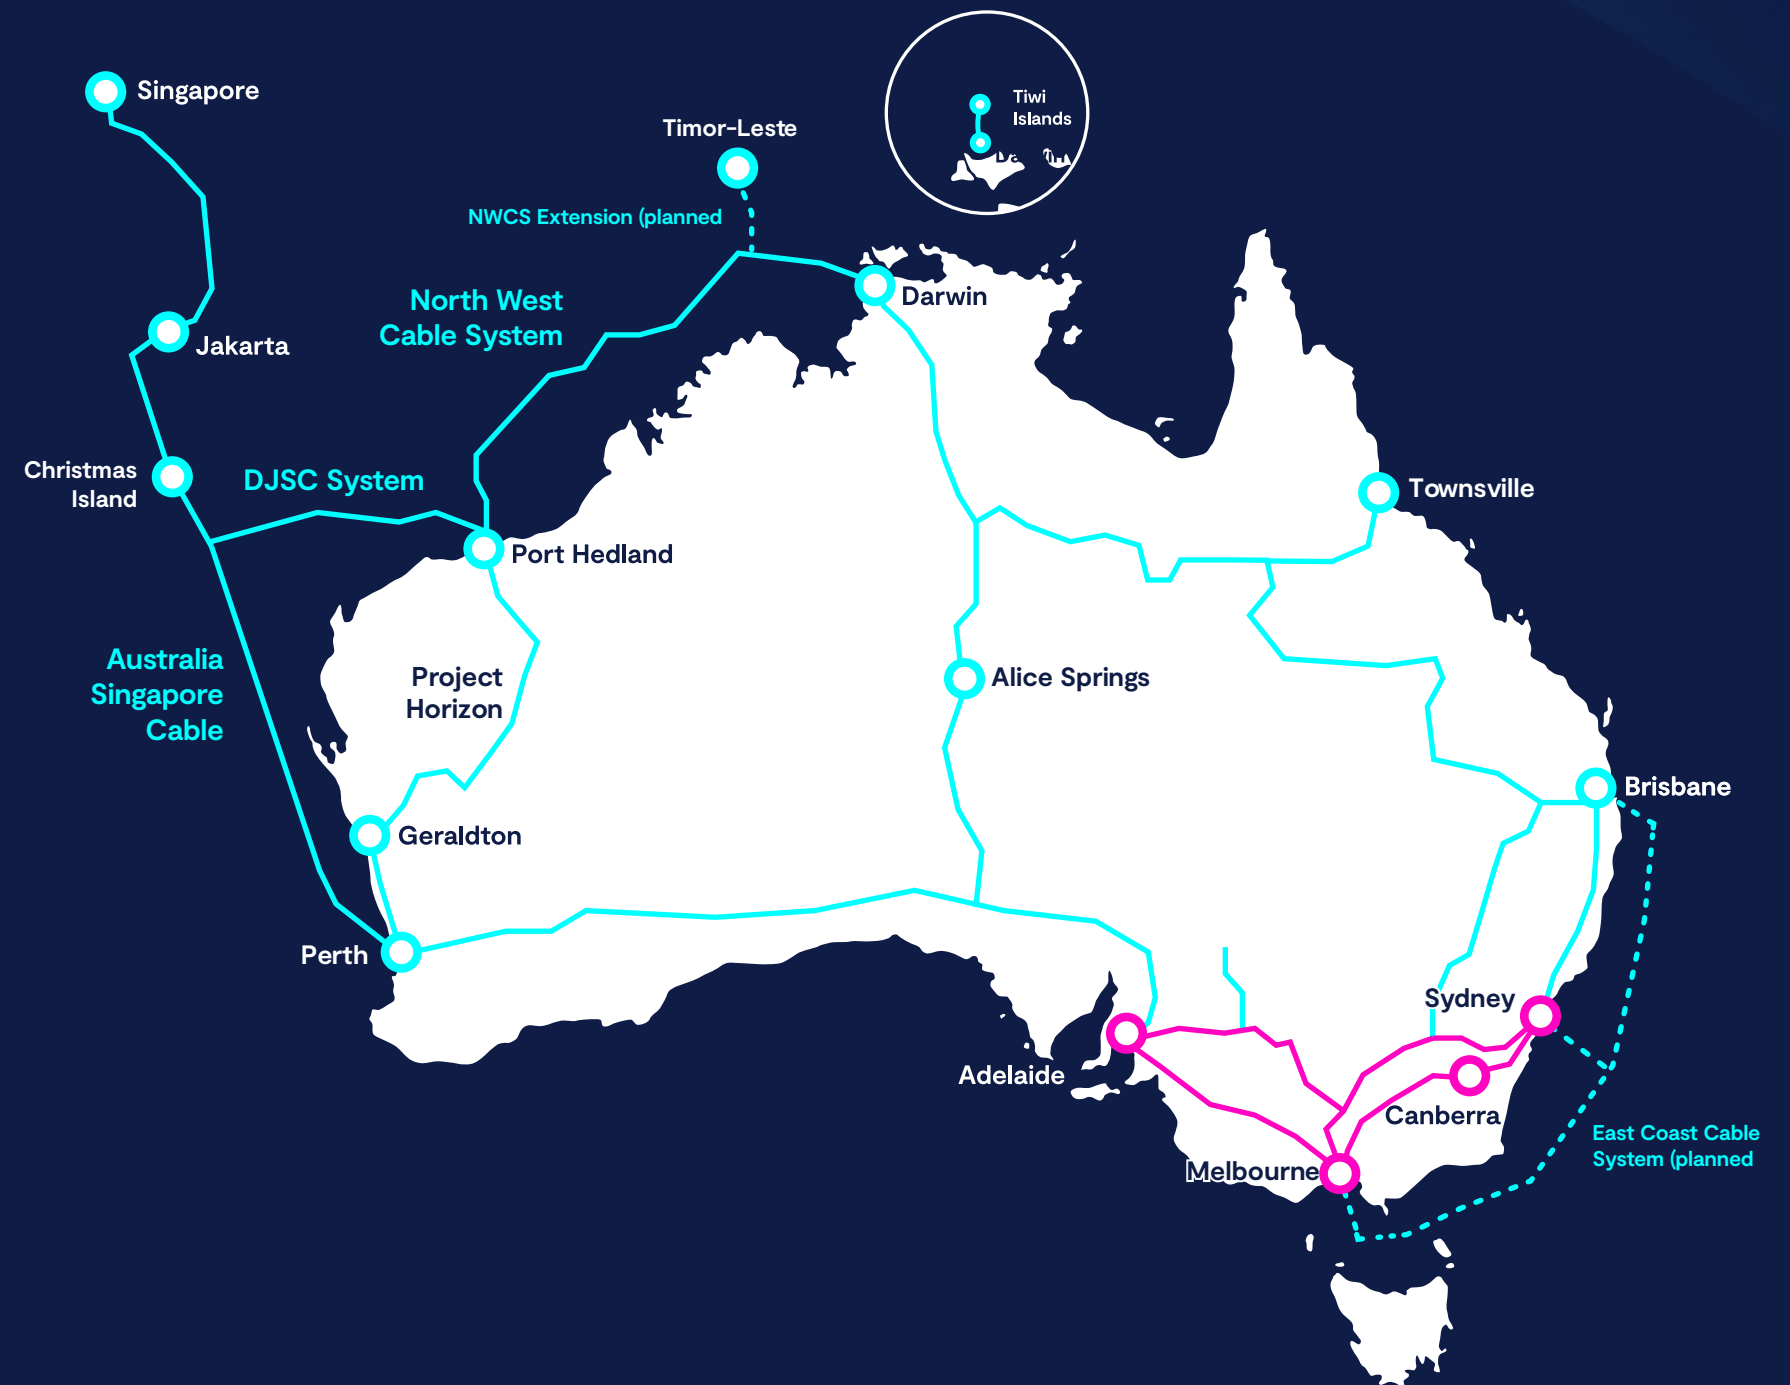 Singapore
Tiwi
Islands
Timor-Leste
NWCS Extension (planned
North West
Cable System
Darwin
Jakarta
Christmas
Island
DJSC System
Townsville
Port Hedland
Australia
Singapore
Cable
Project
Horizon
Alice Springs
Brisbane
Geraldton
Perth
Sydney
Adelaide
Canberra
East Coast Cable
System (planned
Melbourne